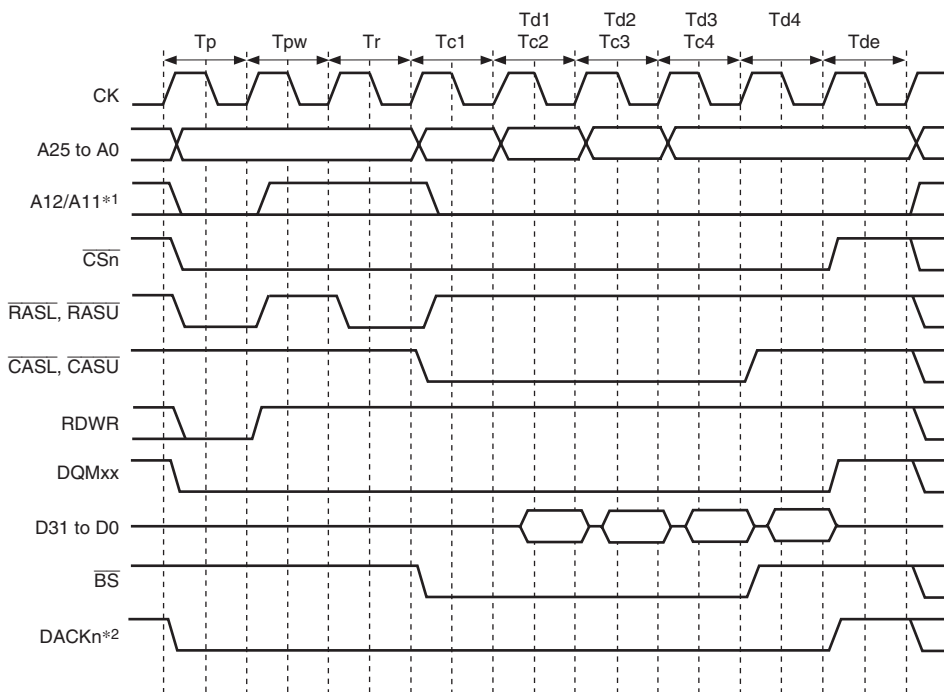 Td1 Td2 Td3 Td4
Tp Tpw Tr Tc1 Tc2 Tc3 Tc4 Tde
CK
A25 to A0
A12/A11*1
CSn
RASL, RASU
CASL, CASU
RDWR
DQMxx
D31 to D0
BS
DACKn*2